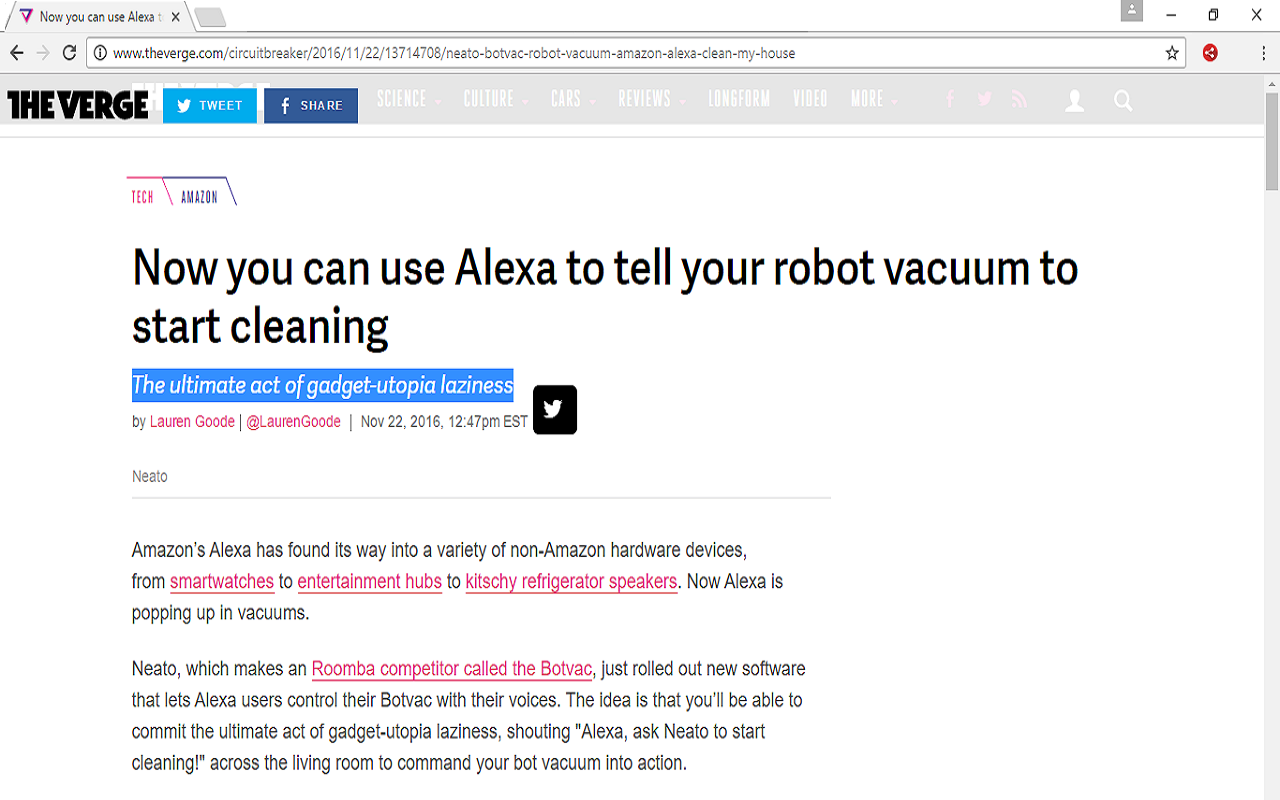 Now you can use Alexa t
www.theverge.com/circuitbreaker/2016/11/22/13714708/neato-botvac-robot-vacuum-amazon-alexa-clean-my-house
THE VERGE TWEET SHARE SCIENCE CULTURE CARS REVIEWS LONGFORM VIDEO MORE
TECH AMAZON
Now you can use Alexa to tell your robot vacuum to
start cleaning
The ultimate act of gadget-utopia laziness
by Lauren Goode | @LaurenGoode | Nov 22, 2016, 12:47pm EST
Neato
Amazon’s Alexa has found its way into a variety of non-Amazon hardware devices,
from smartwatches to entertainment hubs to kitschy refrigerator speakers. Now Alexa is
popping up in vacuums.
Neato, which makes an Roomba competitor called the Botvac, just rolled out new software
that lets Alexa users control their Botvac with their voices. The idea is that you’ll be able to
commit the ultimate act of gadget-utopia laziness, shouting "Alexa, ask Neato to start
cleaning!" across the living room to command your bot vacuum into action.